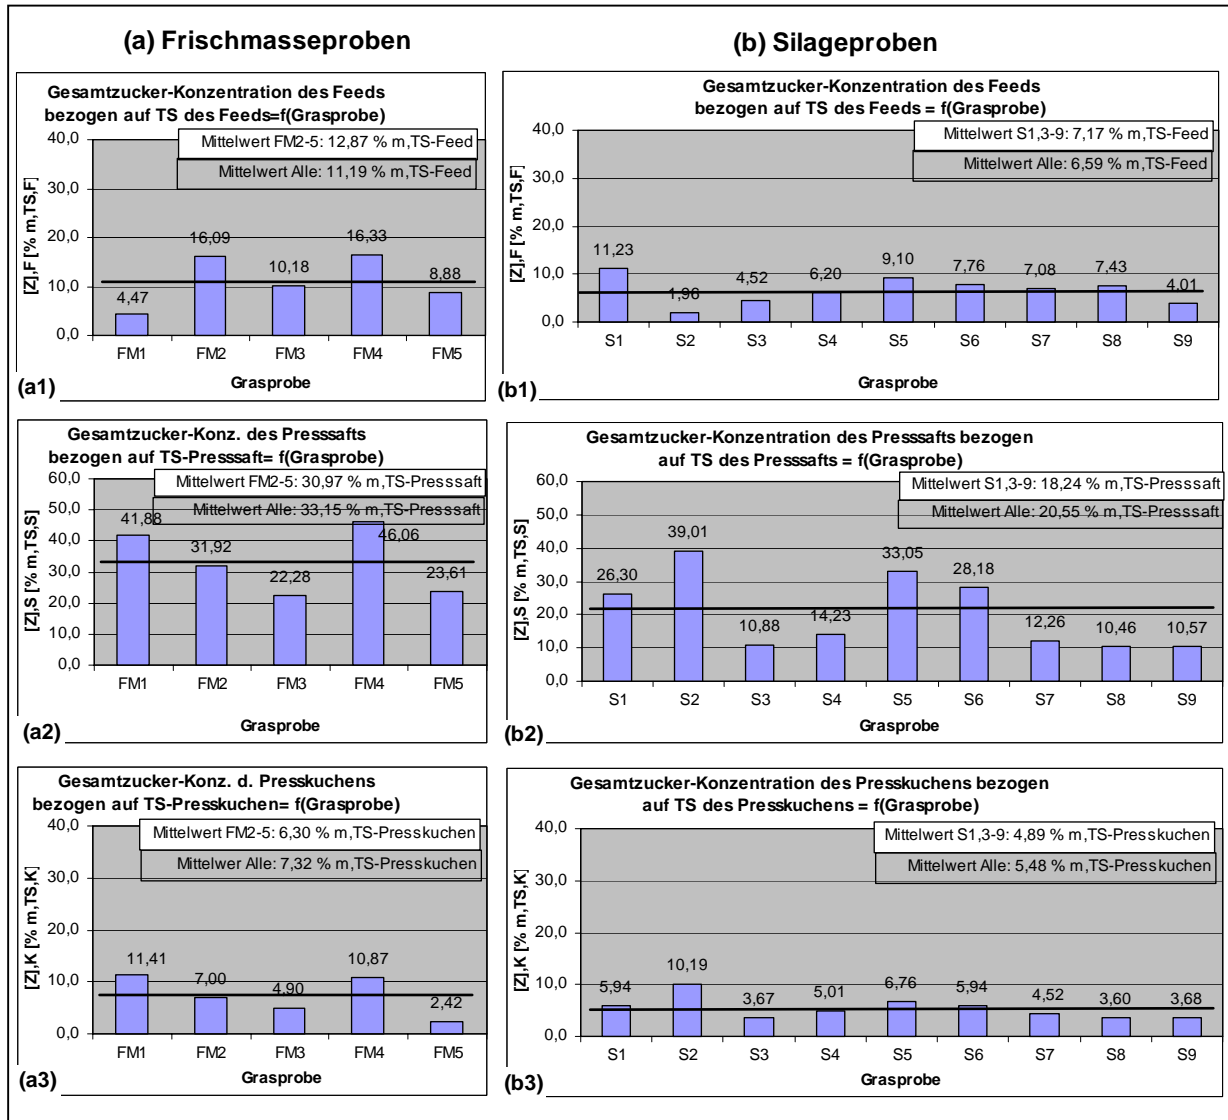 (a) Frischmasseproben
(b) Silageproben
Gesamtzucker-Konzentration des Feeds
bezogen auf TS des Feeds=f(Grasprobe)
Mittelwert FM2-5: 12,87 % m,TS-Feed
Mittelwert Alle: 11,19 % m,TS-Feed
[Z],F [% m,TS,F]
40,0
30,0
20,0
10,0
0,0
4,47
16,09
10,18
16,33
8,88
FM1 FM2 FM3 FM4 FM5
Grasprobe
(a1)
Gesamtzucker-Konzentration des Feeds
bezogen auf TS des Feeds = f(Grasprobe)
Mittelwert S1,3-9: 7,17 % m,TS-Feed
Mittelwert Alle: 6,59 % m,TS-Feed
[Z],F [% m,TS,F]
40,0
30,0
20,0
10,0
0,0
11,23
1,96
4,52
6,20
9,10
7,76
7,08
7,43
4,01
S1 S2 S3 S4 S5 S6 S7 S8 S9
Grasprobe
(b1)
Gesamtzucker-Konz. des Presssafts
bezogen auf TS-Presssaft= f(Grasprobe)
Mittelwert FM2-5: 30,97 % m,TS-Presssaft
Mittelwert Alle: 33,15 % m,TS-Presssaft
[Z],S [% m,TS,S]
60,0
50,0
40,0
30,0
20,0
10,0
0,0
41,88
31,92
22,28
46,06
23,61
FM1 FM2 FM3 FM4 FM5
Grasprobe
(a2)
Gesamtzucker-Konzentration des Presssafts bezogen
auf TS des Presssafts = f(Grasprobe)
Mittelwert S1,3-9: 18,24 % m,TS-Presssaft
Mittelwert Alle: 20,55 % m,TS-Presssaft
[Z],S [% m,TS,S]
60,0
50,0
40,0
30,0
20,0
10,0
0,0
26,30
39,01
10,88
14,23
33,05
28,18
12,26
10,46
10,57
S1 S2 S3 S4 S5 S6 S7 S8 S9
Grasprobe
(b2)
Gesamtzucker-Konz. d. Presskuchens
bezogen auf TS-Presskuchen= f(Grasprobe)
Mittelwert FM2-5: 6,30 % m,TS-Presskuchen
Mittelwer Alle: 7,32 % m,TS-Presskuchen
[Z],K [% m,TS,K]
40,0
30,0
20,0
10,0
0,0
11,41
7,00
4,90
10,87
2,42
FM1 FM2 FM3 FM4 FM5
Grasprobe
(a3)
Gesamtzucker-Konzentration des Presskuchens bezogen
auf TS des Presskuchens = f(Grasprobe)
Mittelwert S1,3-9: 4,89 % m,TS-Presskuchen
Mittelwert Alle: 5,48 % m,TS-Presskuchen
[Z],K [% m,TS,K]
40,0
30,0
20,0
10,0
0,0
5,94
10,19
3,67
5,01
6,76
5,94
4,52
3,60
3,68
S1 S2 S3 S4 S5 S6 S7 S8 S9
Grasprobe
(b3)